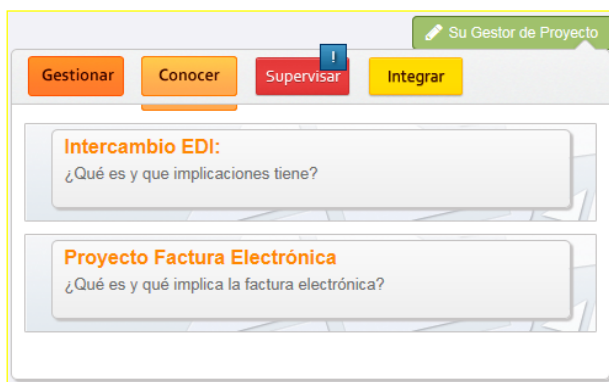 Su Gestor de Proyecto
Gestionar Conocer Supervisar ! Integrar
Intercambio EDI:
¿Qué es y que implicaciones tiene?
Proyecto Factura Electrónica
¿Qué es y qué implica la factura electrónica?